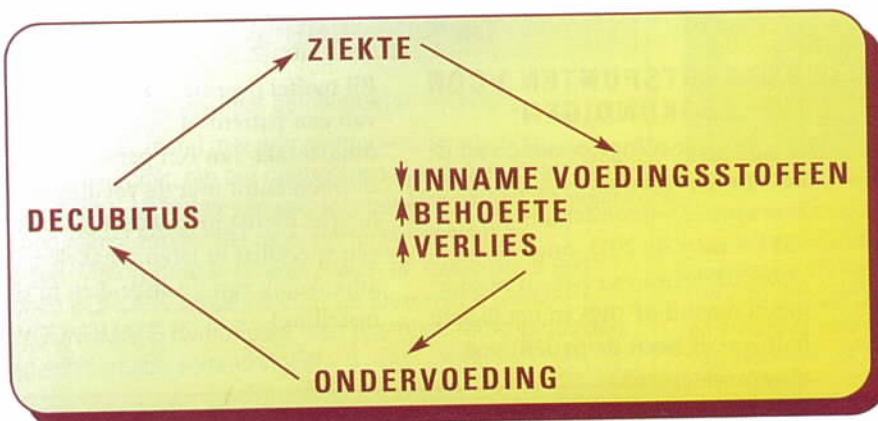 ZIEKTE
↓INNAME VOEDINGSSTOFFEN
↑BEHOEFTE
↑VERLIES
DECUBITUS
ONDERVOEDING